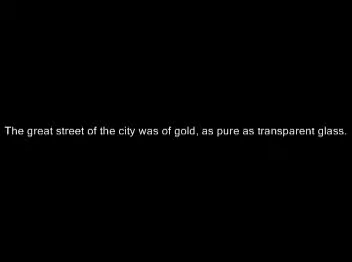 The great street of the city was of gold, as pure as transparent glass.